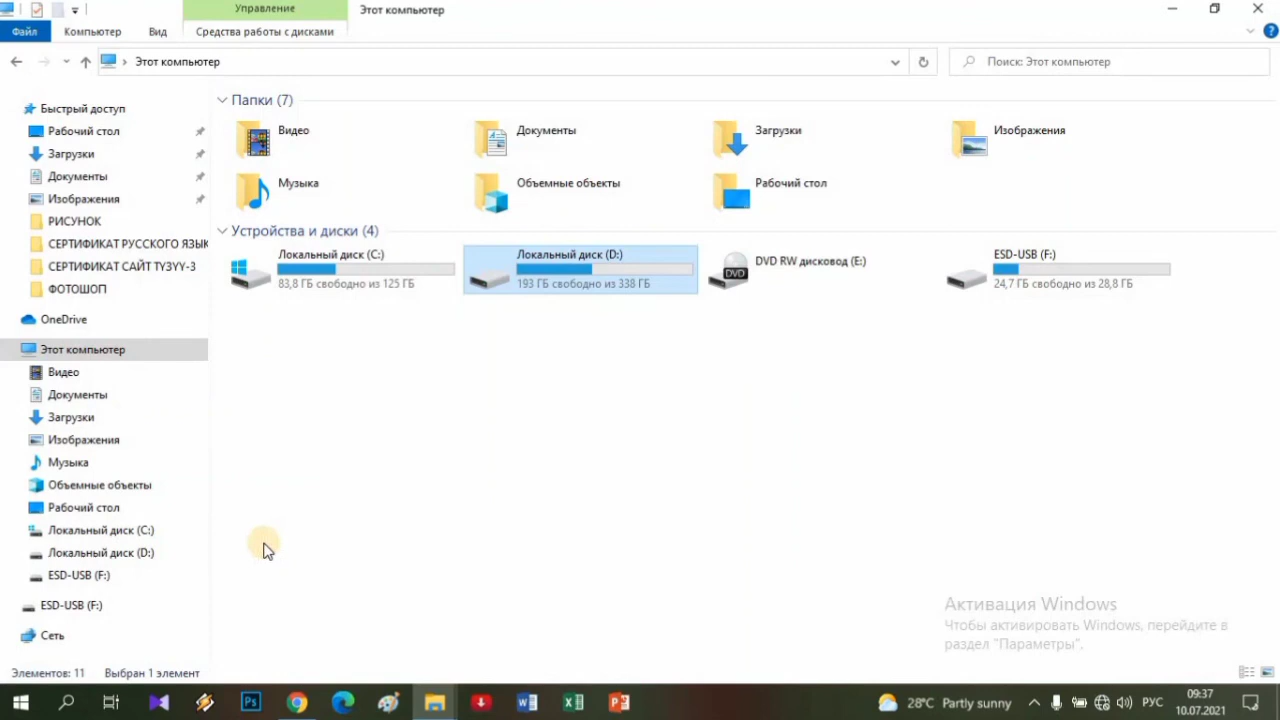 Управление
Этот компьютер
Файл
Компьютер
Вид
Средства работы с дисками
Этот компьютер
Поиск: Этот компьютер
Быстрый доступ
Рабочий стол
Загрузки
Документы
Изображения
РИСУНОК
СЕРТИФИКАТ РУССКОГО ЯЗЫК
СЕРТИФИКАТ САЙТ ТҮЗҮҮ-3
ФОТОШОП
OneDrive
Этот компьютер
Видео
Документы
Загрузки
Изображения
Музыка
Объемные объекты
Рабочий стол
Локальный диск (C:)
Локальный диск (D:)
ESD-USB (F:)
ESD-USB (F:)
Сеть
Папки (7)
Видео
Документы
Загрузки
Изображения
Музыка
Объемные объекты
Рабочий стол
Устройства и диски (4)
Локальный диск (C:)
83,8 ГБ свободно из 125 ГБ
Локальный диск (D:)
193 ГБ свободно из 338 ГБ
DVD RW дисковод (E:)
DVD
ESD-USB (F:)
24,7 ГБ свободно из 28,8 ГБ
Активация Windows
Чтобы активировать Windows, перейдите в
раздел "Параметры".
Элементов: 11
Выбран 1 элемент
Ps
28°C Partly sunny
РУС
09:37
10.07.2021